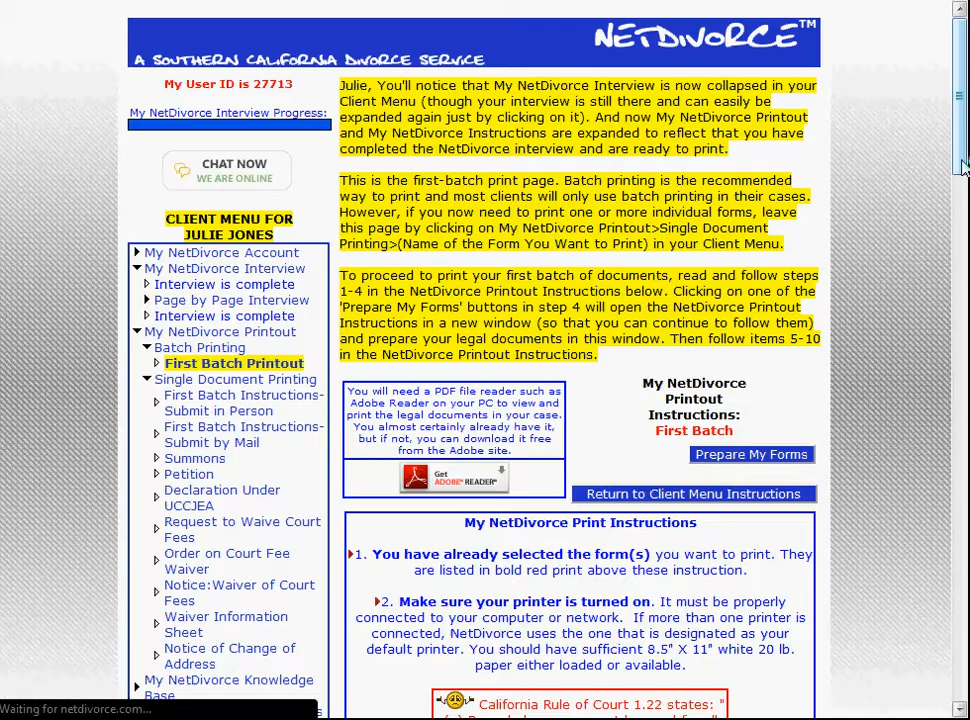 NETDIVORCE™
A SOUTHERN CALIFORNIA DIVORCE SERVICE
My User ID is 27713
My NetDivorce Interview Progress:
CHAT NOW
WE ARE ONLINE
CLIENT MENU FOR
JULIE JONES
My NetDivorce Account
My NetDivorce Interview
Interview is complete
Page by Page Interview
Interview is complete
My NetDivorce Printout
Batch Printing
First Batch Printout
Single Document Printing
First Batch Instructions-
Submit in Person
First Batch Instructions-
Submit by Mail
Summons
Petition
Declaration Under
UCCJEA
Request to Waive Court
Fees
Order on Court Fee
Waiver
Notice:Waiver of Court
Fees
Waiver Information
Sheet
Notice of Change of
Address
My NetDivorce Knowledge
Base
Julie, You'll notice that My NetDivorce Interview is now collapsed in your
Client Menu (though your interview is still there and can easily be
expanded again just by clicking on it). And now My NetDivorce Printout
and My NetDivorce Instructions are expanded to reflect that you have
completed the NetDivorce interview and are ready to print.
This is the first-batch print page. Batch printing is the recommended
way to print and most clients will only use batch printing in their cases.
However, if you now need to print one or more individual forms, leave
this page by clicking on My NetDivorce Printout>Single Document
Printing>(Name of the Form You Want to Print) in your Client Menu.
To proceed to print your first batch of documents, read and follow steps
1-4 in the NetDivorce Printout Instructions below. Clicking on one of the
'Prepare My Forms' buttons in step 4 will open the NetDivorce Printout
Instructions in a new window (so that you can continue to follow them)
and prepare your legal documents in this window. Then follow items 5-10
in the NetDivorce Printout Instructions.
You will need a PDF file reader such as
Adobe Reader on your PC to view and
print the legal documents in your case.
You almost certainly already have it,
but if not, you can download it free
from the Adobe site.
Get
ADOBE® READER®
My NetDivorce
Printout
Instructions:
First Batch
Prepare My Forms
Return to Client Menu Instructions
My NetDivorce Print Instructions
1. You have already selected the form(s) you want to print. They
are listed in bold red print above these instruction.
2. Make sure your printer is turned on. It must be properly
connected to your computer or network. If more than one printer is
connected, NetDivorce uses the one that is designated as your
default printer. You should have sufficient 8.5" X 11" white 20 lb.
paper either loaded or available.
California Rule of Court 1.22 states: "
Waiting for netdivorce.com...